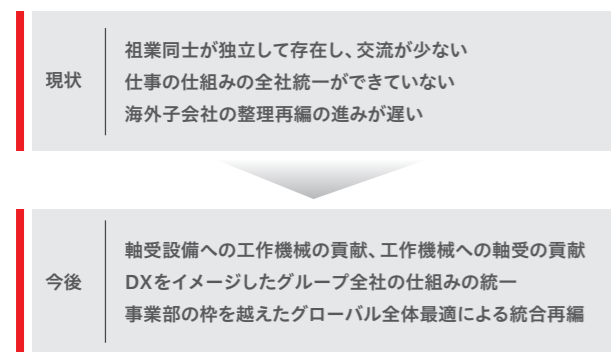 現状
祖業同士が独立して存在し、交流が少ない
仕事の仕組みの全社統一ができていない
海外子会社の整理再編の進みが遅い
今後
軸受設備への工作機械の貢献、工作機械への軸受の貢献
DXをイメージしたグループ全社の仕組みの統一
事業部の枠を越えたグローバル全体最適による統合再編